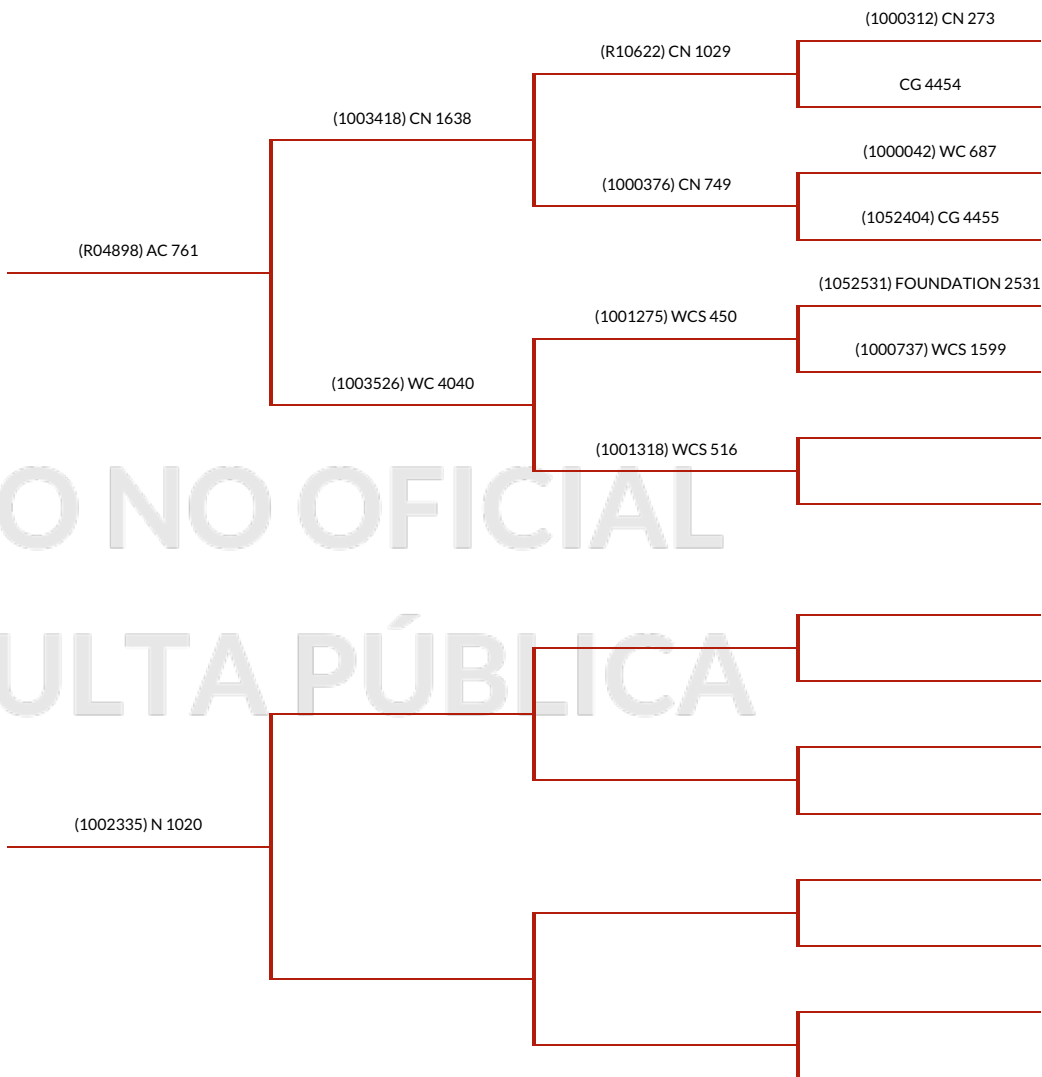 (1000312) CN 273
(R10622) CN 1029
CG 4454
(1003418) CN 1638
(1000042) WC 687
(1000376) CN 749
(1052404) CG 4455
(R04898) AC 761
(1052531) FOUNDATION 2531
(1001275) WCS 450
(1000737) WCS 1599
(1003526) WC 4040
(1001318) WCS 516
O NO OFICIAL
ULTA PÚBLICA
(1002335) N 1020